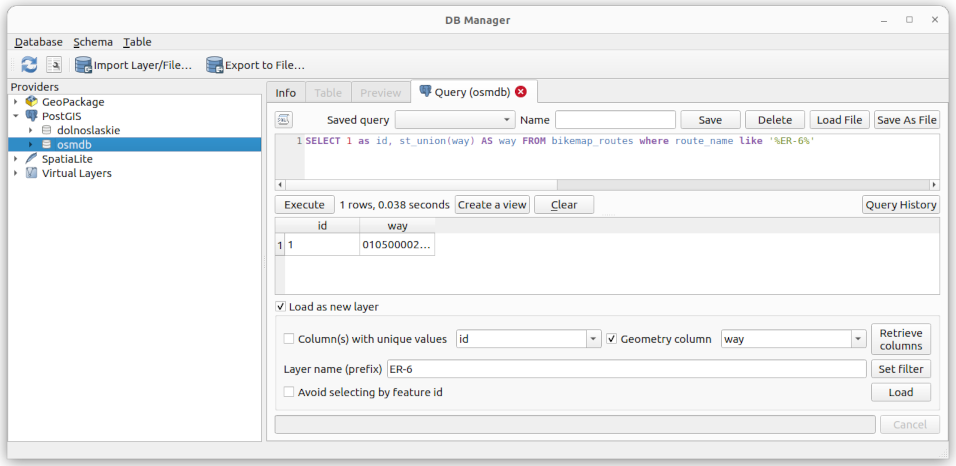 DB Manager
Database Schema Table
Import Layer/File... Export to File...
Providers
GeoPackage
PostGIS
dolnoslaskie
osmdb
SpatiaLite
Virtual Layers
Info Table Preview Query (osmdb)
Saved query Name Save Delete Load File Save As File
1 SELECT 1 as id, st_union(way) AS way FROM bikemap_routes where route_name like '%ER-6%'
Execute 1 rows, 0.038 seconds Create a view Clear Query History
id way
1 1 010500002...
Load as new layer
Column(s) with unique values id Geometry column way Retrieve columns
Layer name (prefix) ER-6 Set filter
Avoid selecting by feature id Load
Cancel